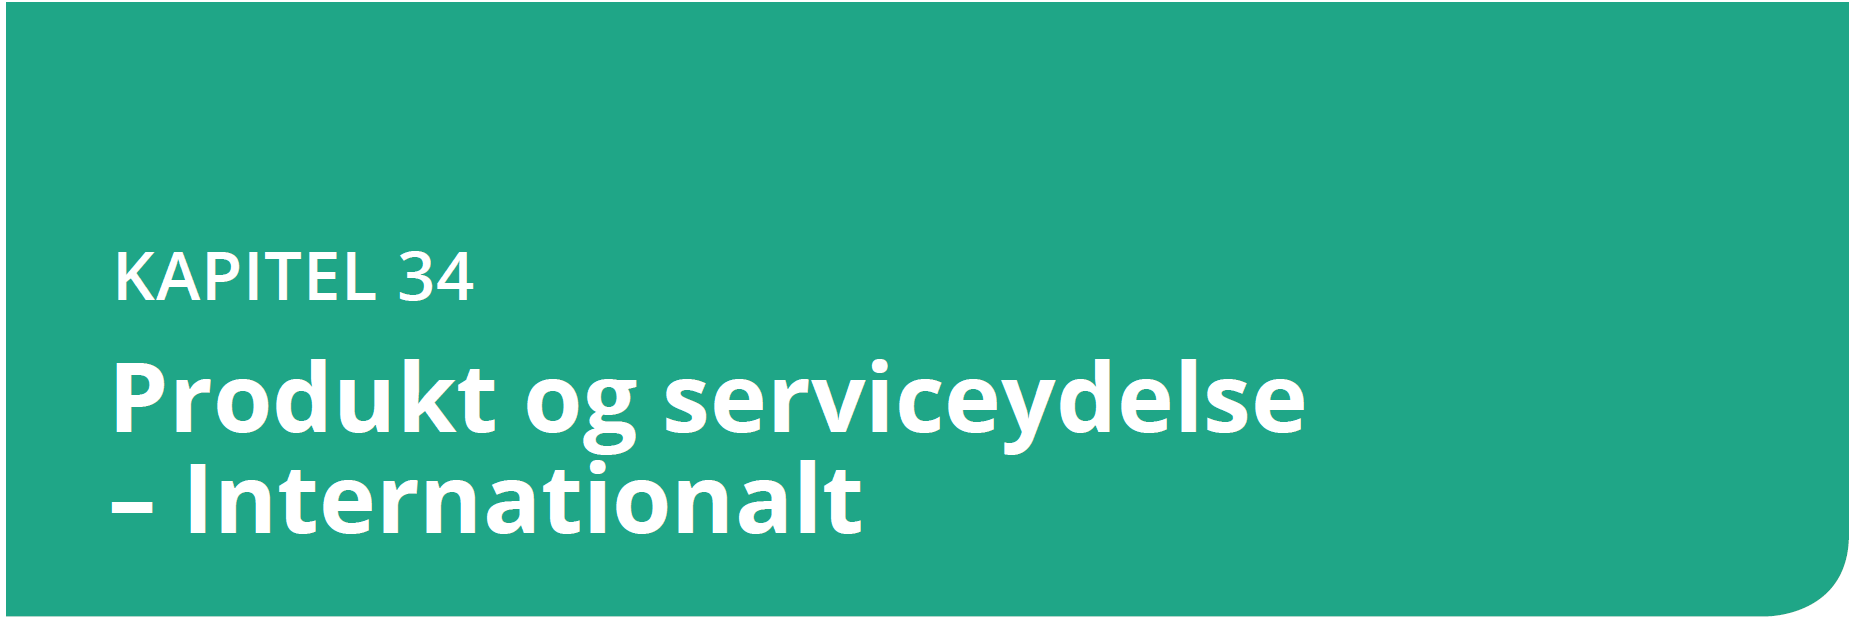 KAPITEL 34
Produkt og serviceydelse
– Internationalt